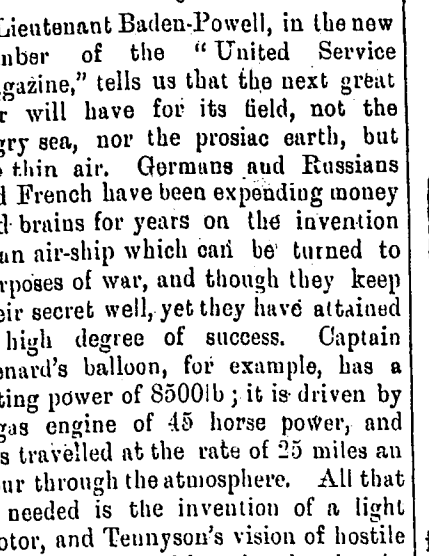 Lieutenant Baden-Powell, in the new
nber of the "United Service
gazine," tells us that the next great
r will have for its field, not the
gry sea, nor the prosiac earth, but
thin air. Germans and Russians
d French have been expending money
d brains for years on the invention
an air-ship which can be turned to
rposes of war, and though they keep
eir secret well, yet they have attained
high degree of success. Captain
enard's balloon, for example, has a
ting power of 8500lb; it is driven by
gas engine of 45 horse power, and
s travelled at the rate of 25 miles an
ur through the atmosphere. All that
needed is the invention of a light
otor, and Tennyson's vision of hostile